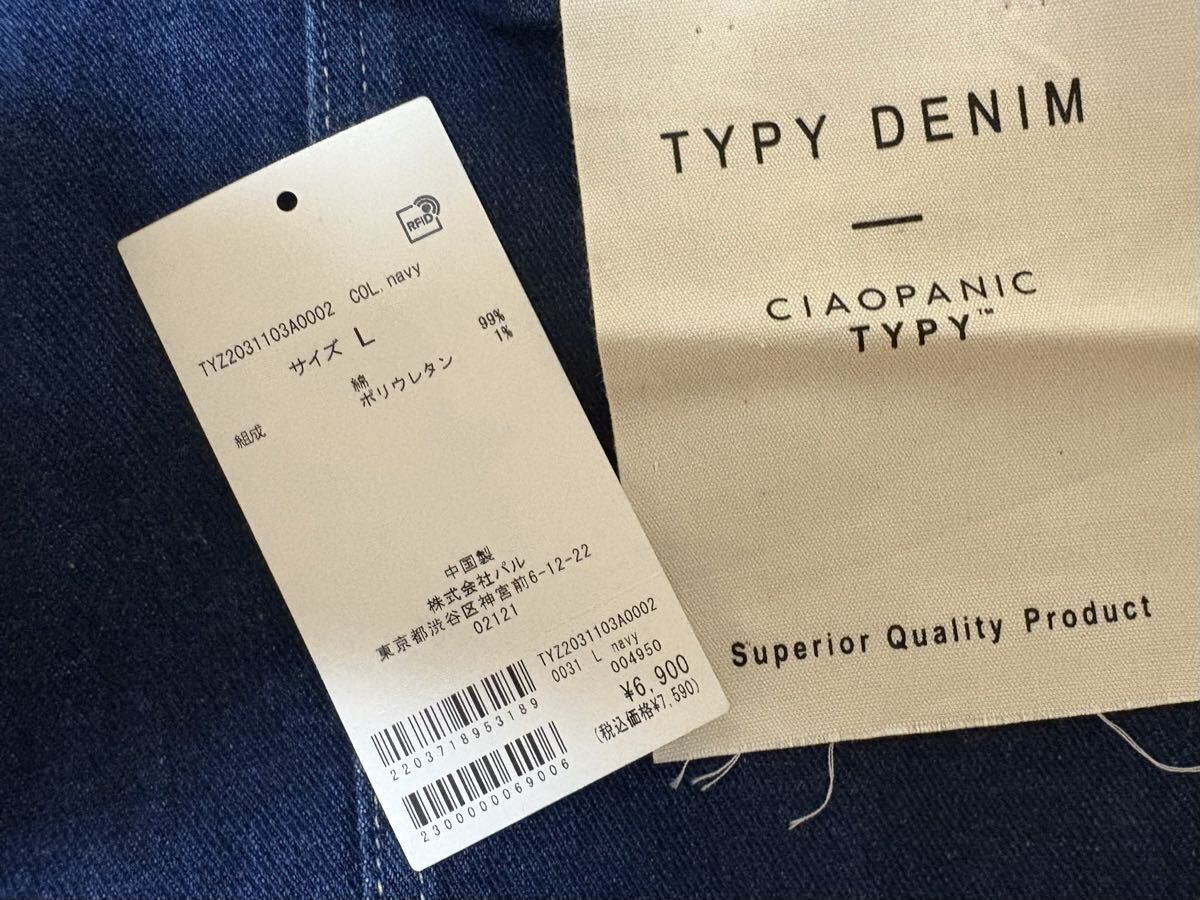 RFID
TYZ2031103A0002 COL. navy
サイズ L
組成
綿 99%
ポリウレタン 1%
中国製
株式会社パル
東京都渋谷区神宮前6-12-22
02121
TYZ2031103A0002
0031 L navy
004950
¥6,900
(税込価格¥7,590)
2203718953189
2300000069006
TYPY DENIM
CIAOPANIC
TYPY™
Superior Quality Product